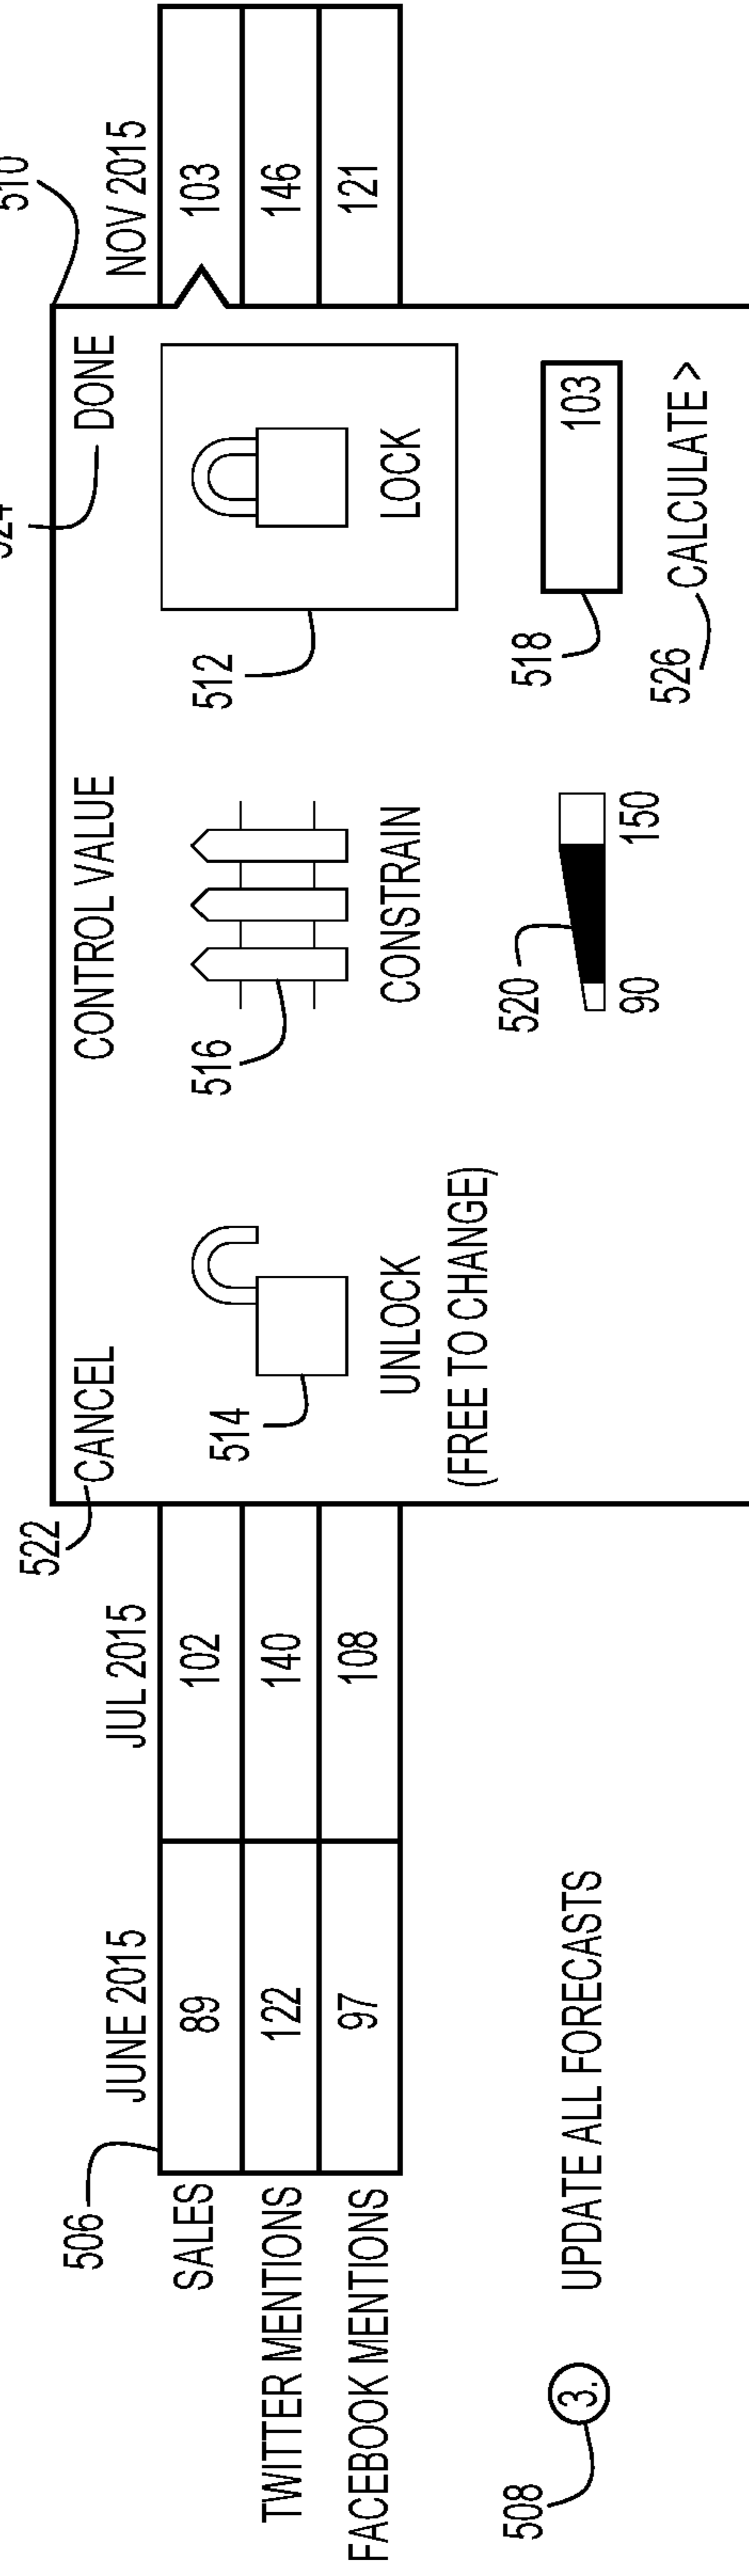 510
524
522 CANCEL
CONTROL VALUE
DONE
JUNE 2015
JUL 2015
NOV 2015
506
SALES
89
102
103
TWITTER MENTIONS
122
140
146
FACEBOOK MENTIONS
97
108
121
514
UNLOCK
(FREE TO CHANGE)
516
CONSTRAIN
512
LOCK
520
90
150
518
103
526
CALCULATE >
508
3.
UPDATE ALL FORECASTS